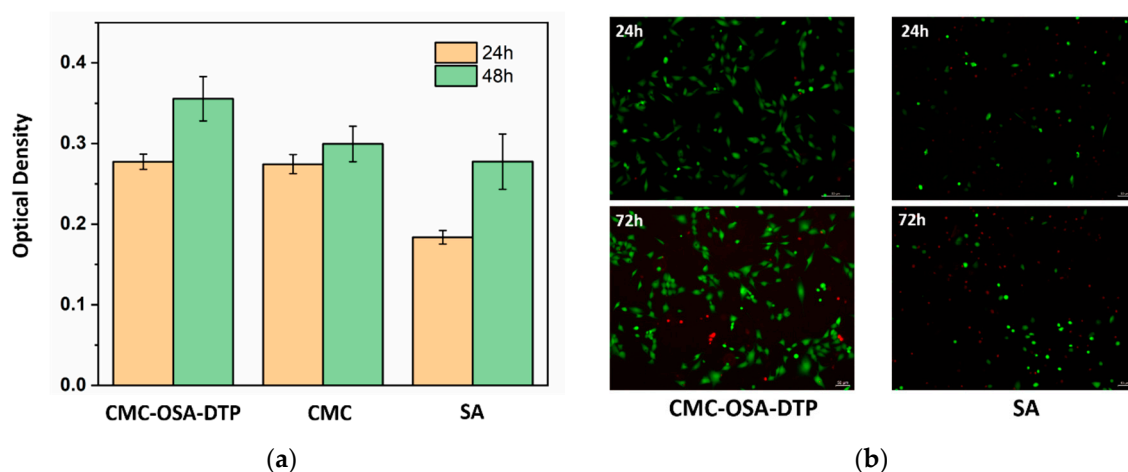 0.4
0.3
0.2
0.1
0.0
Optical Density
24h
48h
CMC-OSA-DTP CMC SA
(a)
24h 24h
72h 72h
CMC-OSA-DTP SA
(b)